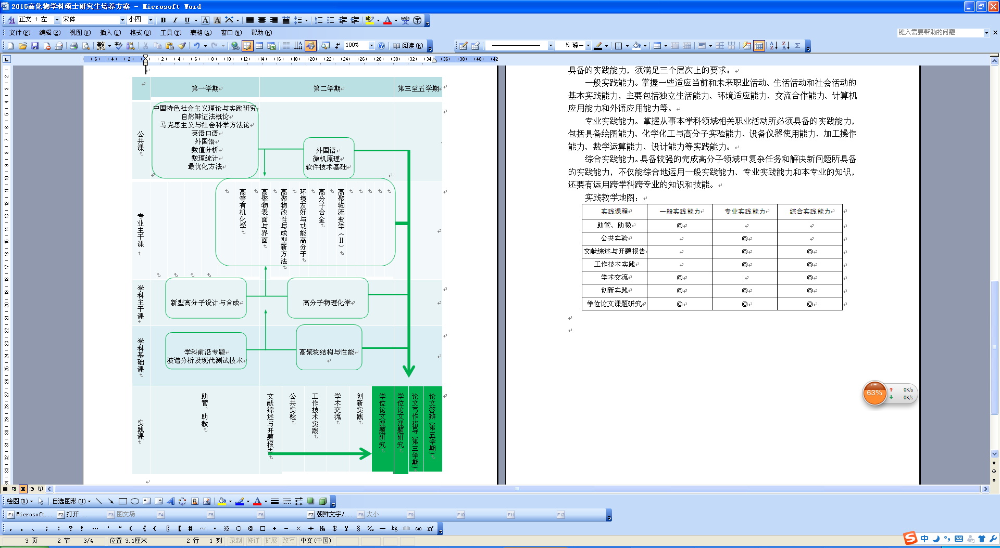 2015高化物学科硕士研究生培养方案 - Microsoft Word
正文 + 左 宋体 小四 B I U A A
文件(F) 编辑(E) 视图(V) 插入(I) 格式(O) 工具(T) 表格(A) 窗口(W) 帮助(H) 键入需要帮助的问题
繁 100% 阅读(R) ½ 磅
第一学期 第二学期 第三至五学期
公共课
中国特色社会主义理论与实践研究
自然辩证法概论
马克思主义与社会科学方法论
英语口语
外国语
数值分析
数理统计
最优化方法
外国语
微机原理
软件技术基础
专业主干课
高等有机化学
高聚物表面与界面
高聚物改性与成型新方法
环境友好与功能高分子
高分子合金
高聚物流变学（II）
学科主干课
新型高分子设计与合成
高分子物理化学
学科基础课
学科前沿专题
波谱分析及现代测试技术
高聚物结构与性能
实践课
助管、助教
文献综述与开题报告
公共实验
工作技术实践
学术交流
创新实践
学位论文课题研究
学位论文课题研究
论文写作指导（第三学期）
论文答辩（第五学期）
具备的实践能力，须满足三个层次上的要求：
一般实践能力。掌握一些适应当前和未来职业活动、生活活动和社会活动的
基本实践能力，主要包括独立生活能力、环境适应能力、交流合作能力、计算机
应用能力和外语应用能力等。
专业实践能力。掌握从事本学科领域相关职业活动所必须具备的实践能力，
包括具备绘图能力、化学化工与高分子实验能力、设备仪器使用能力、加工操作
能力、数学运算能力、设计能力等实践能力。
综合实践能力。具备较强的完成高分子领域中复杂任务和解决新问题所具备
的实践能力，不仅能综合地运用一般实践能力、专业实践能力和本专业的知识，
还要有运用跨学科跨专业的知识和技能。
实践教学地图：
实践课程 一般实践能力 专业实践能力 综合实践能力
助管、助教 ◎
公共实验 ◎
文献综述与开题报告 ◎ ◎
工作技术实践 ◎ ◎
学术交流 ◎ ◎
创新实践 ◎ ◎ ◎
学位论文课题研究 ◎ ◎ ◎
63% 0K/s
0K/s
绘图(D) 自选图形(U)
F1 Microsoft... F2 打开... F3 图文场 F4 F5 F6 F7 朝鲜文字/... F8 大小 F9 F10 F11 F12
， 。 、 ； ： ？ ！ … ‘ “ （ 《 { 〖 【 # ～ · ※ ○ ◎ □ + － × ÷ № $ ¥ § ‰ — kg mm cm m²
3 页 2 节 3/4 位置 3.1厘米 2 行 1 列 录制 修订 扩展 改写 中文(中国)
中